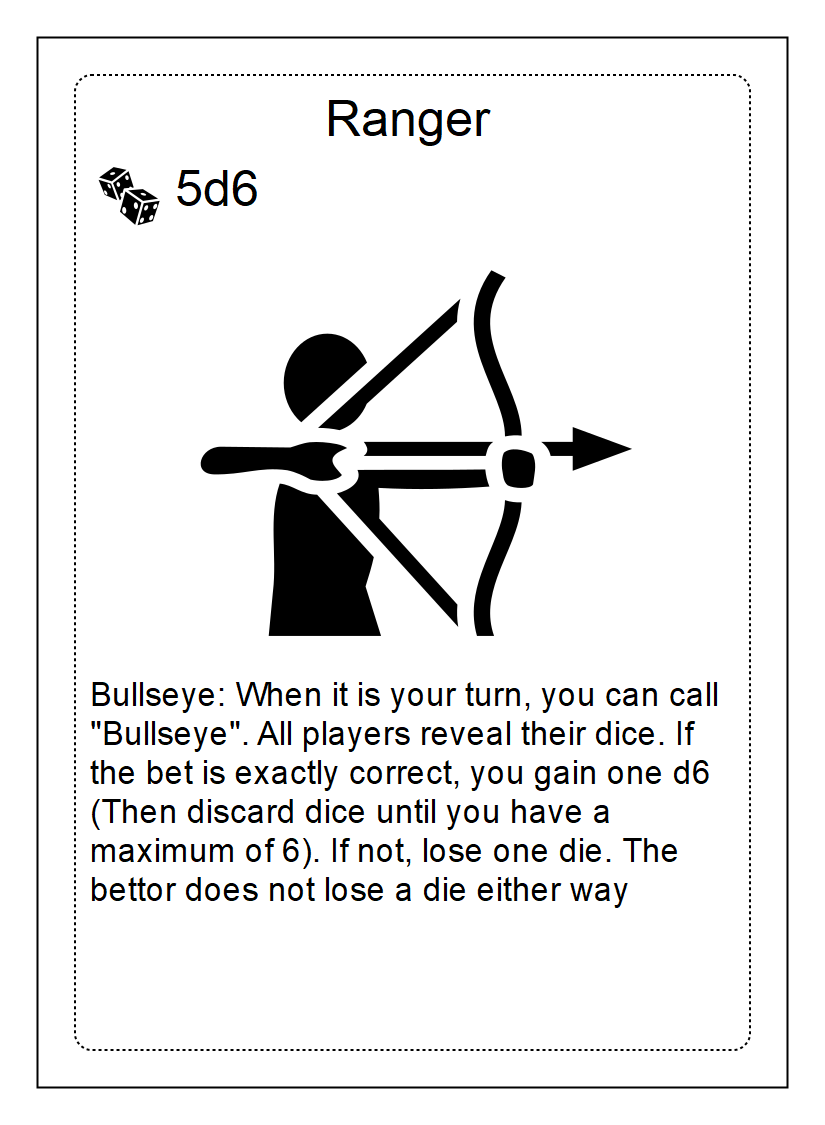 Ranger
5d6
Bullseye: When it is your turn, you can call
"Bullseye". All players reveal their dice. If
the bet is exactly correct, you gain one d6
(Then discard dice until you have a
maximum of 6). If not, lose one die. The
bettor does not lose a die either way